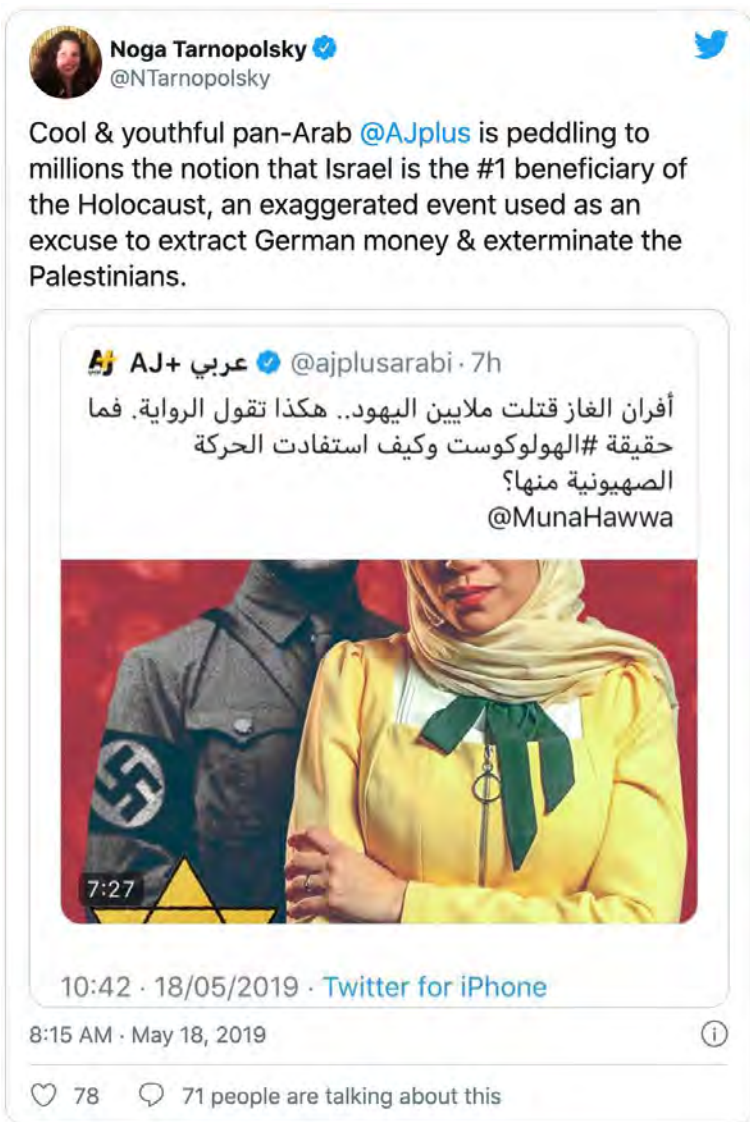 Noga Tarnopolsky
@NTarnopolsky
Cool & youthful pan-Arab @AJplus is peddling to
millions the notion that Israel is the #1 beneficiary of
the Holocaust, an exaggerated event used as an
excuse to extract German money & exterminate the
Palestinians.
AJ+ عربي @ajplusarabi · 7h
أفران الغاز قتلت ملايين اليهود.. هكذا تقول الرواية. فما
حقيقة #الهولوكوست وكيف استفادت الحركة
الصهيونية منها؟
@MunaHawwa
7:27
10:42 · 18/05/2019 · Twitter for iPhone
8:15 AM · May 18, 2019
78 71 people are talking about this